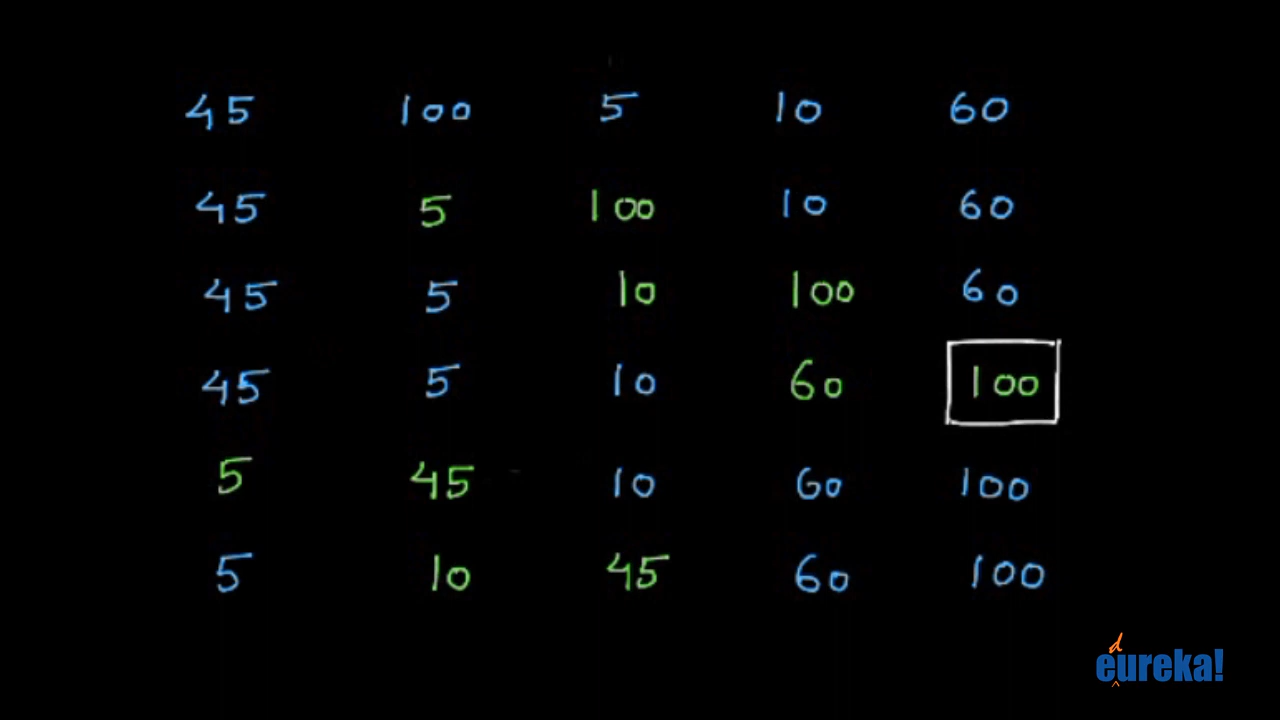 45 100 5 10 60
45 5 100 10 60
45 5 10 100 60
45 5 10 60 100
5 45 10 60 100
5 10 45 60 100
edureka!